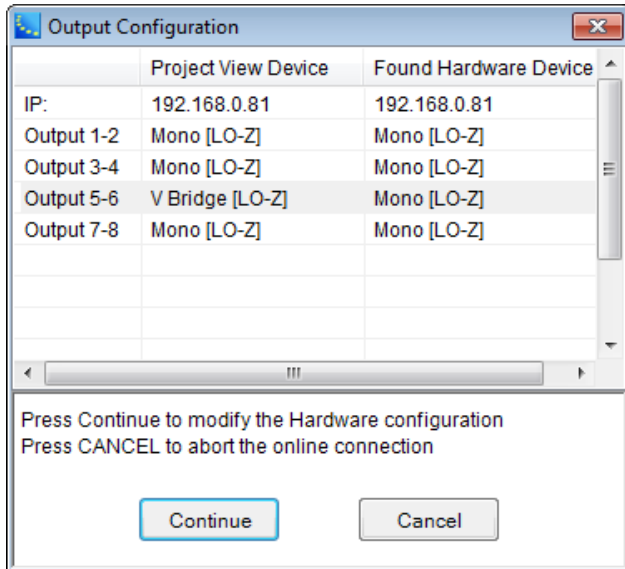 Output Configuration
Project View Device Found Hardware Device
IP: 192.168.0.81 192.168.0.81
Output 1-2 Mono [LO-Z] Mono [LO-Z]
Output 3-4 Mono [LO-Z] Mono [LO-Z]
Output 5-6 V Bridge [LO-Z] Mono [LO-Z]
Output 7-8 Mono [LO-Z] Mono [LO-Z]
Press Continue to modify the Hardware configuration
Press CANCEL to abort the online connection
Continue Cancel